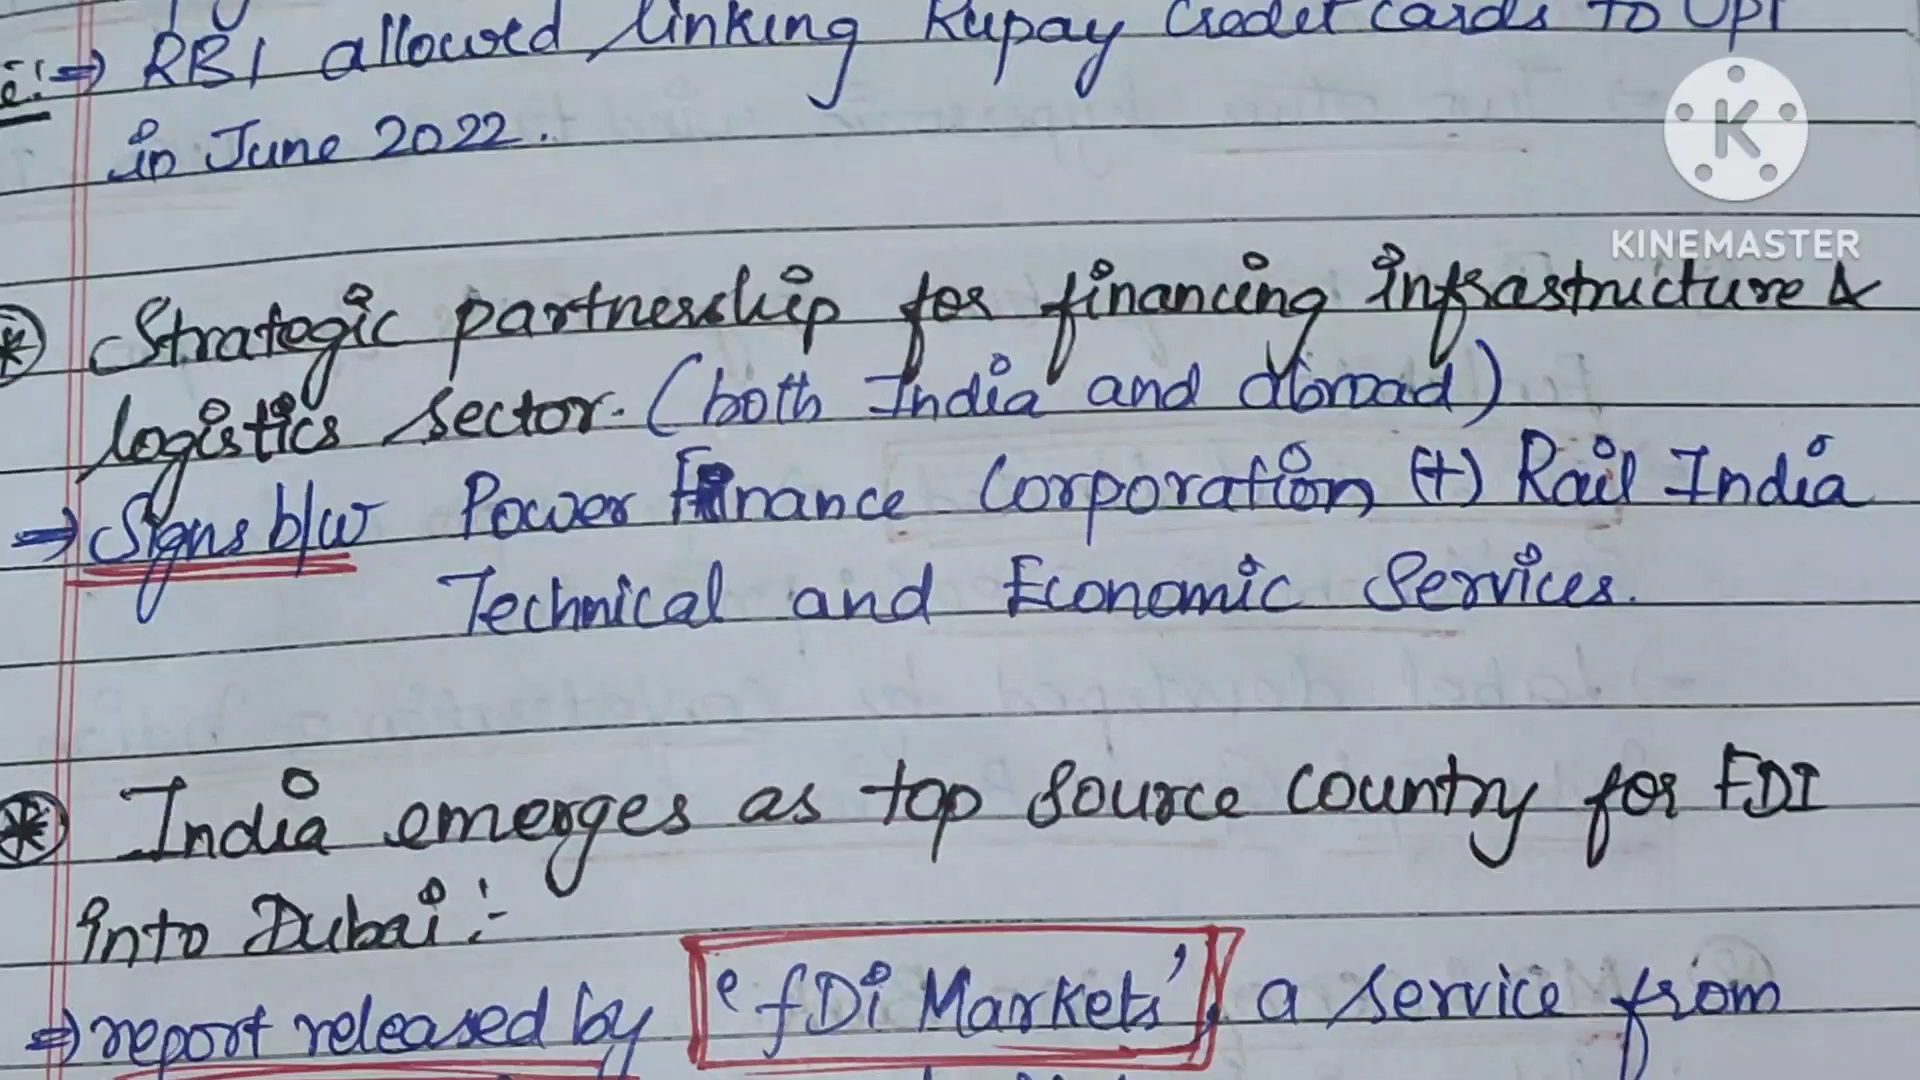 ⇒ RBI allowed linking Rupay Credit cards to UPI
in June 2022.
KINEMASTER
Strategic partnership for financing infrastructure &
logistics sector. (both India and abroad)
⇒ Signs b/w Power Finance Corporation (+) Rail India
Technical and Economic Services.
India emerges as top source country for FDI
into Dubai :-
⇒ report released by 'fDi Markets', a service from